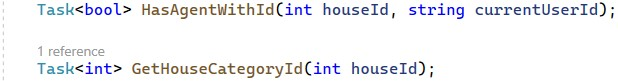 Task<bool> HasAgentWithId(int houseId, string currentUserId);
1 reference
Task<int> GetHouseCategoryId(int houseId);